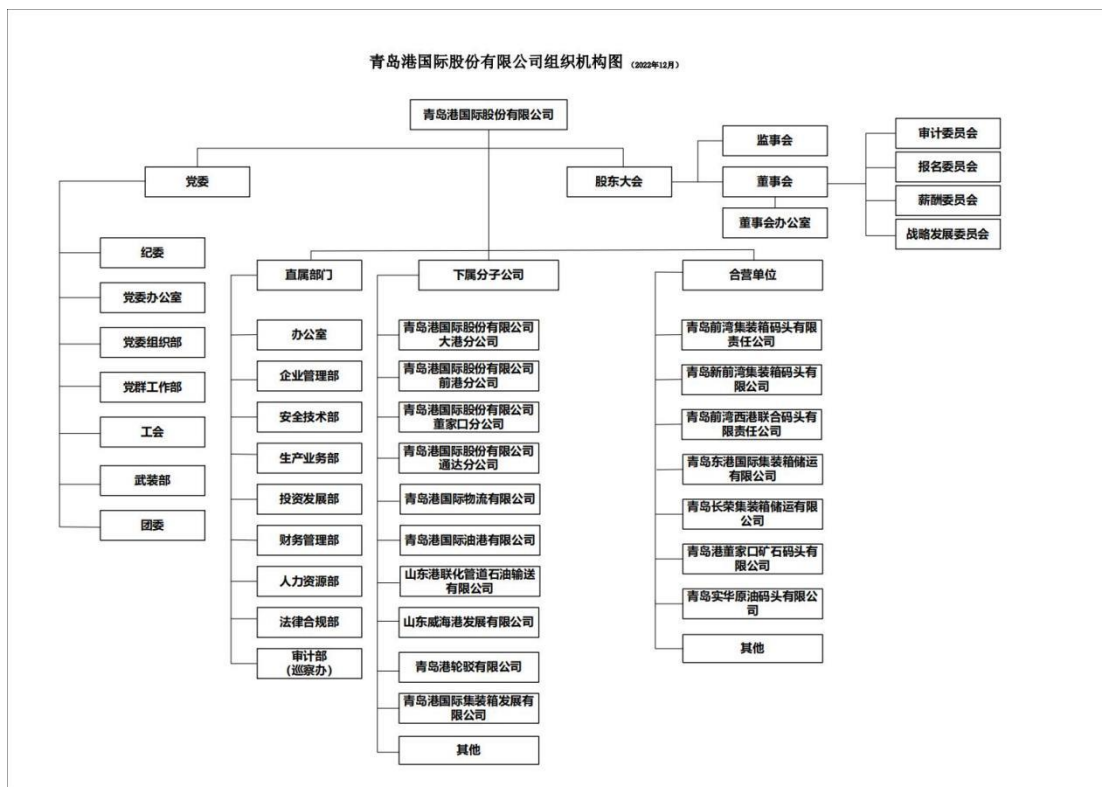 青岛港国际股份有限公司组织机构图 (2022年12月)
青岛港国际股份有限公司
党委
股东大会
监事会
董事会
董事会办公室
审计委员会
报名委员会
薪酬委员会
战略发展委员会
纪委
党委办公室
党委组织部
党群工作部
工会
武装部
团委
直属部门
办公室
企业管理部
安全技术部
生产业务部
投资发展部
财务管理部
人力资源部
法律合规部
审计部
（巡察办）
下属分子公司
青岛港国际股份有限公司
大港分公司
青岛港国际股份有限公司
前港分公司
青岛港国际股份有限公司
董家口分公司
青岛港国际股份有限公司
通达分公司
青岛港国际物流有限公司
青岛港国际油港有限公司
山东港联化管道石油输送
有限公司
山东威海港发展有限公司
青岛港轮驳有限公司
青岛港国际集装箱发展有
限公司
其他
合营单位
青岛前湾集装箱码头有限
责任公司
青岛新前湾集装箱码头有
限公司
青岛前湾西港联合码头有
限责任公司
青岛东港国际集装箱储运
有限公司
青岛长荣集装箱储运有限
公司
青岛港董家口矿石码头有
限公司
青岛实华原油码头有限公
司
其他